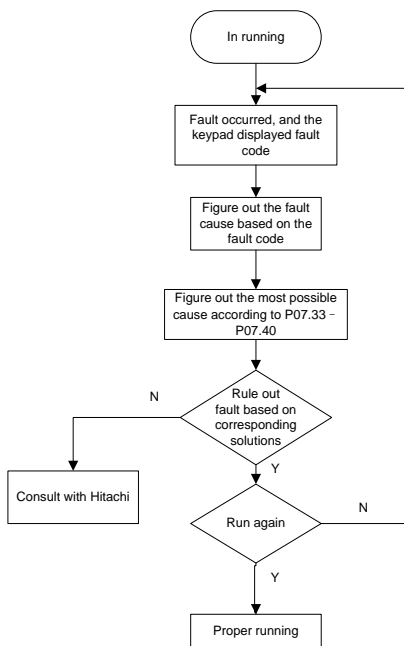 In running
Fault occurred, and the
keypad displayed fault
code
Figure out the fault
cause based on the
fault code
Figure out the most possible
cause according to P07.33-
P07.40
N
Rule out
fault based on
corresponding
solutions
Y
Consult with Hitachi
Run again
N
Y
Proper running